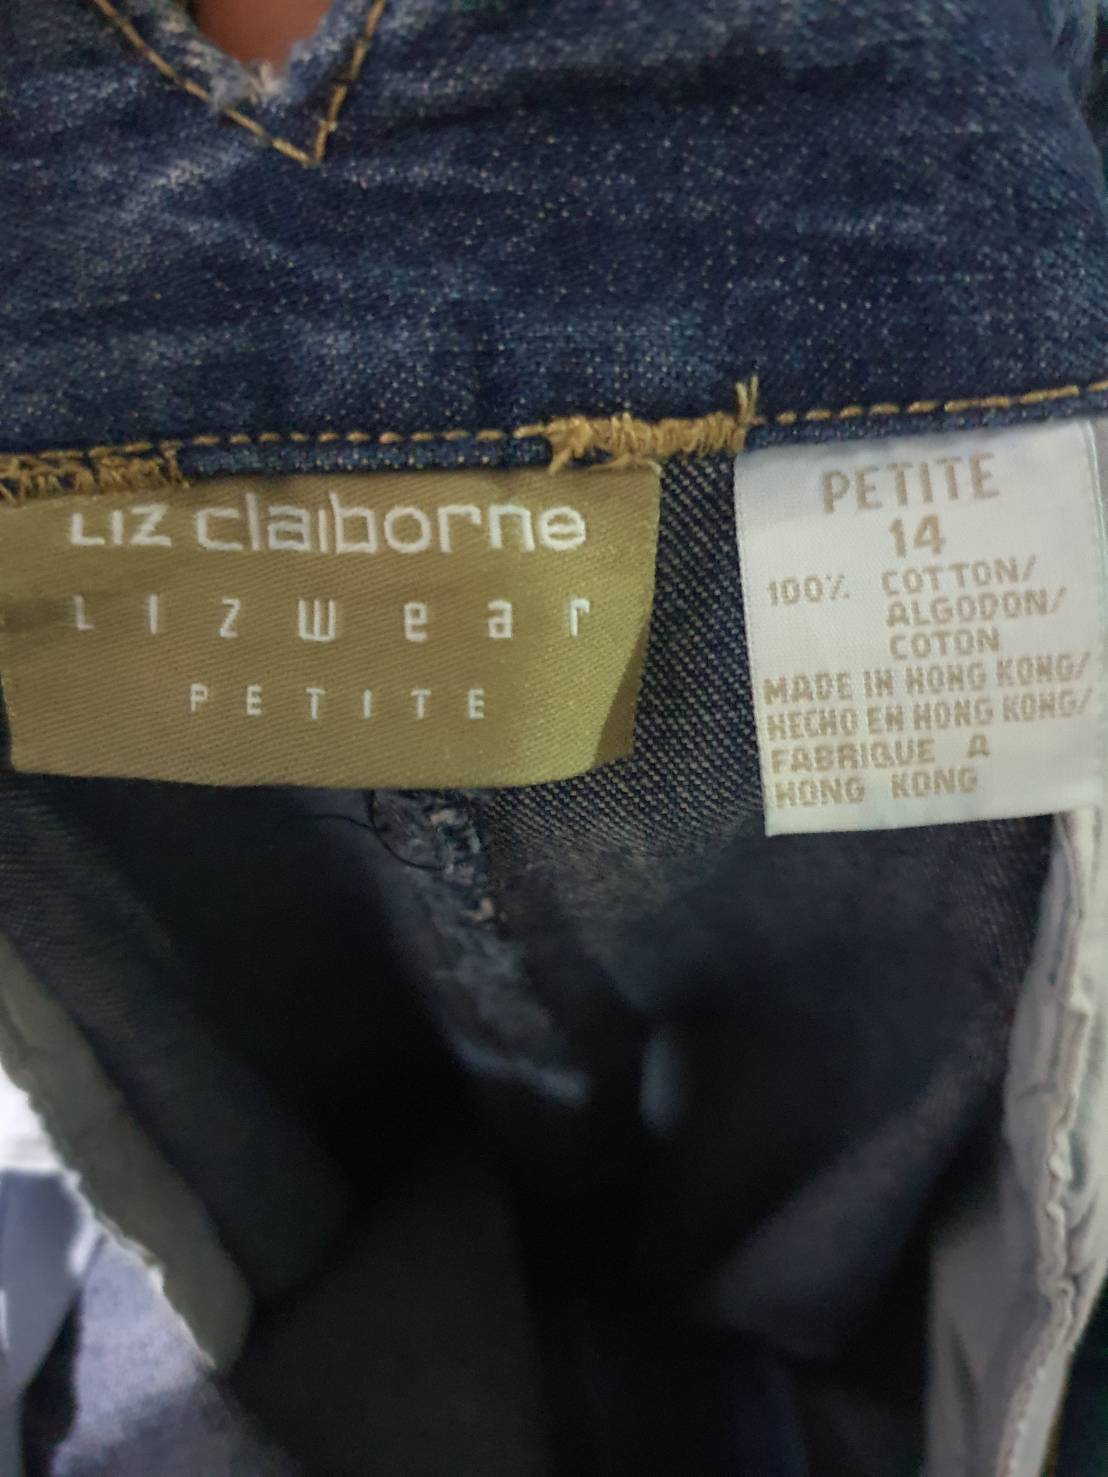 LIZ claiborne
LIZWear
PETITE
PETITE
14
100% COTTON/
ALGODON/
COTON
MADE IN HONG KONG/
HECHO EN HONG KONG/
FABRIQUE A
HONG KONG